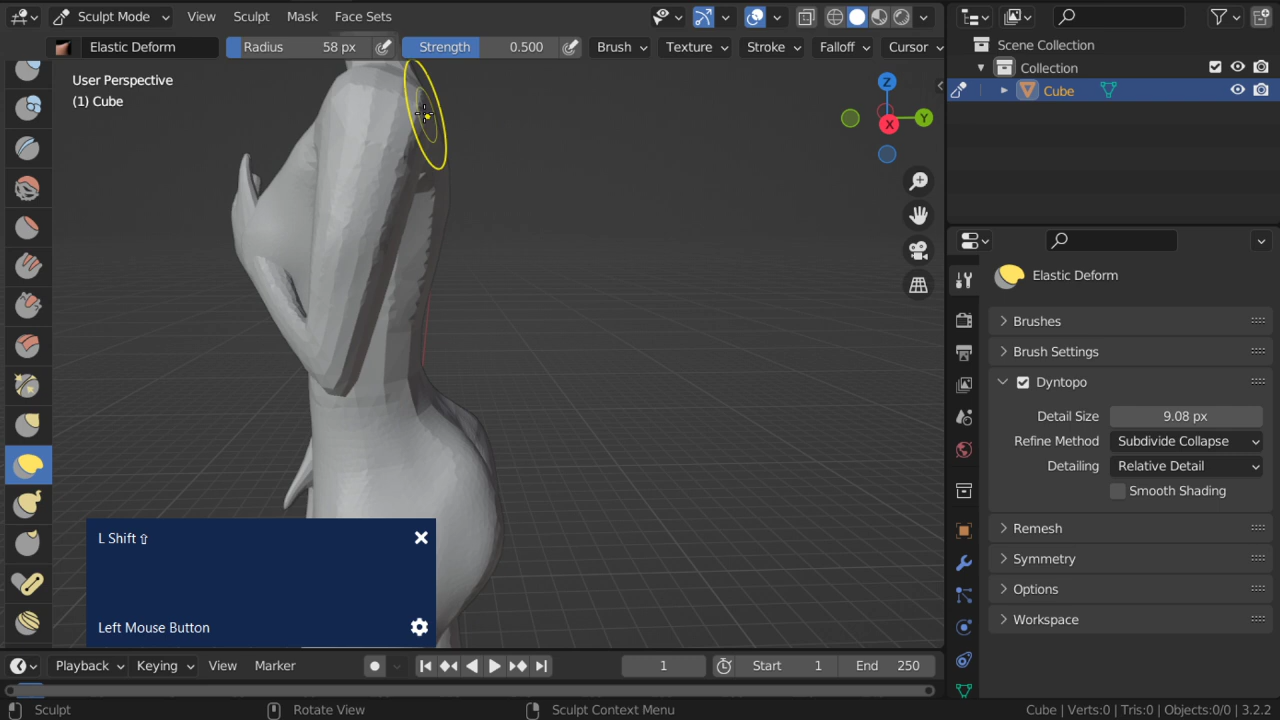 Sculpt Mode View Sculpt Mask Face Sets
Elastic Deform Radius 58 px Strength 0.500 Brush Texture Stroke Falloff Cursor
User Perspective
(1) Cube
Z
Y
X
Scene Collection
Collection
Cube
Elastic Deform
Brushes
Brush Settings
Dyntopo
Detail Size 9.08 px
Refine Method Subdivide Collapse
Detailing Relative Detail
Smooth Shading
Remesh
Symmetry
Options
Workspace
L Shift ⇧
Left Mouse Button
Playback Keying View Marker 1 Start 1 End 250
Sculpt Rotate View Sculpt Context Menu Cube | Verts:0 | Tris:0 | Objects:0/0 | 3.2.2